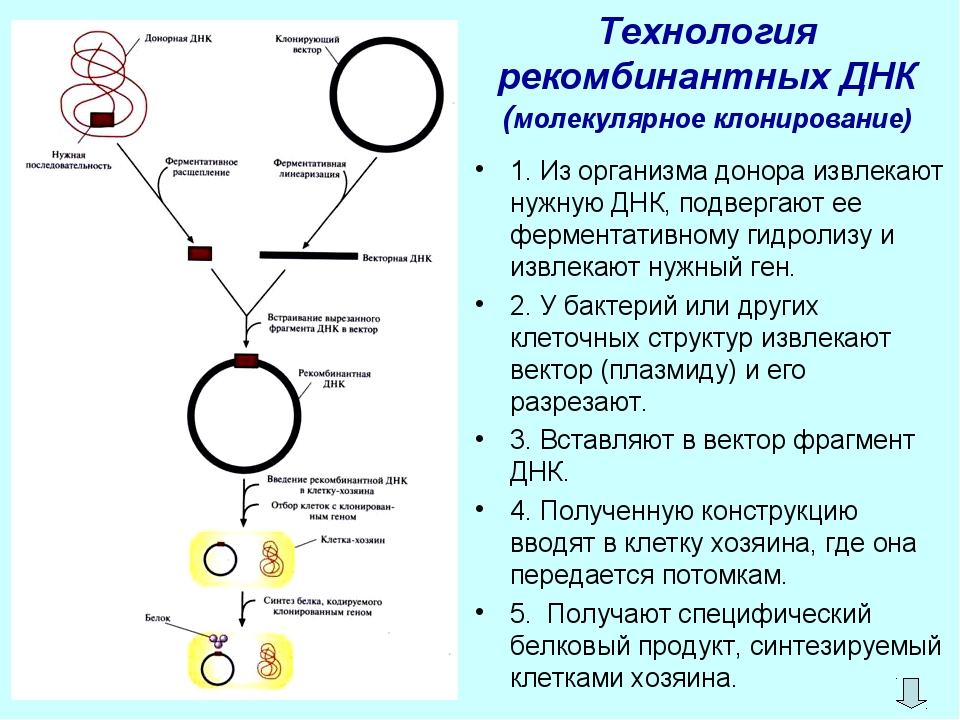 Технология
рекомбинантных ДНК
(молекулярное клонирование)
Донорная ДНК
Клонирующий
вектор
Нужная
последовательность
Ферментативное
расщепление
Ферментативная
линеаризация
Векторная ДНК
Встраивание вырезанного
фрагмента ДНК в вектор
Рекомбинантная
ДНК
Введение рекомбинантной ДНК
в клетку-хозяина
Отбор клеток с клонирован-
ным геном
Клетка-хозяин
Синтез белка, кодируемого
клонированным геном
Белок
• 1. Из организма донора извлекают
нужную ДНК, подвергают ее
ферментативному гидролизу и
извлекают нужный ген.
• 2. У бактерий или других
клеточных структур извлекают
вектор (плазмиду) и его
разрезают.
• 3. Вставляют в вектор фрагмент
ДНК.
• 4. Полученную конструкцию
вводят в клетку хозяина, где она
передается потомкам.
• 5. Получают специфический
белковый продукт, синтезируемый
клетками хозяина.